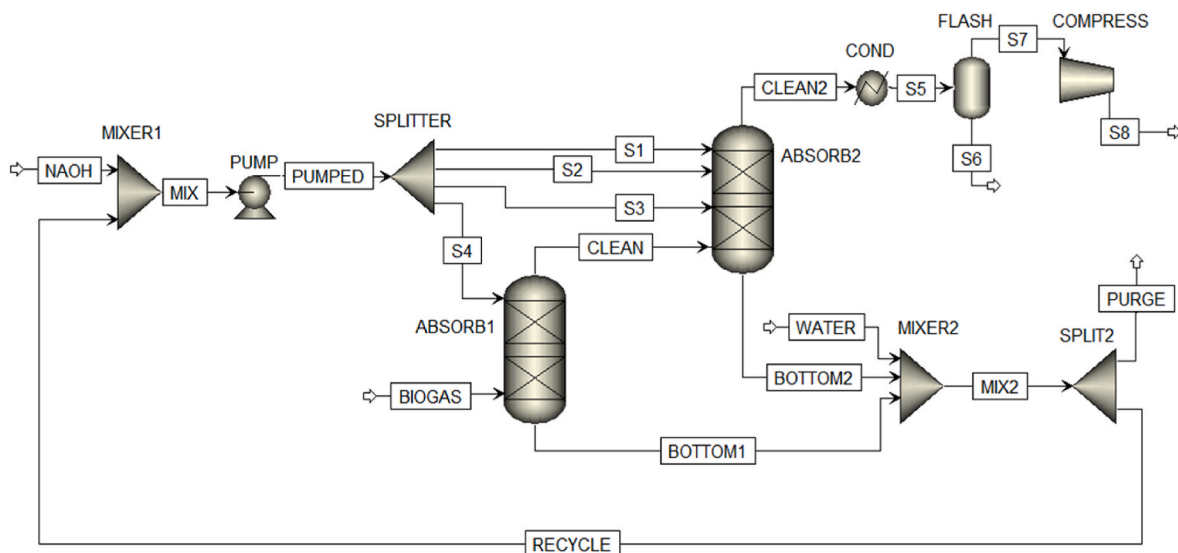 FLASH
COMPRESS
S7
COND
CLEAN2
S5
S8
S6
MIXER1
SPLITTER
NAOH
PUMP
PUMPED
MIX
S1
S2
S3
ABSORB2
S4
CLEAN
ABSORB1
BIOGAS
WATER
MIXER2
PURGE
SPLIT2
BOTTOM2
MIX2
BOTTOM1
RECYCLE